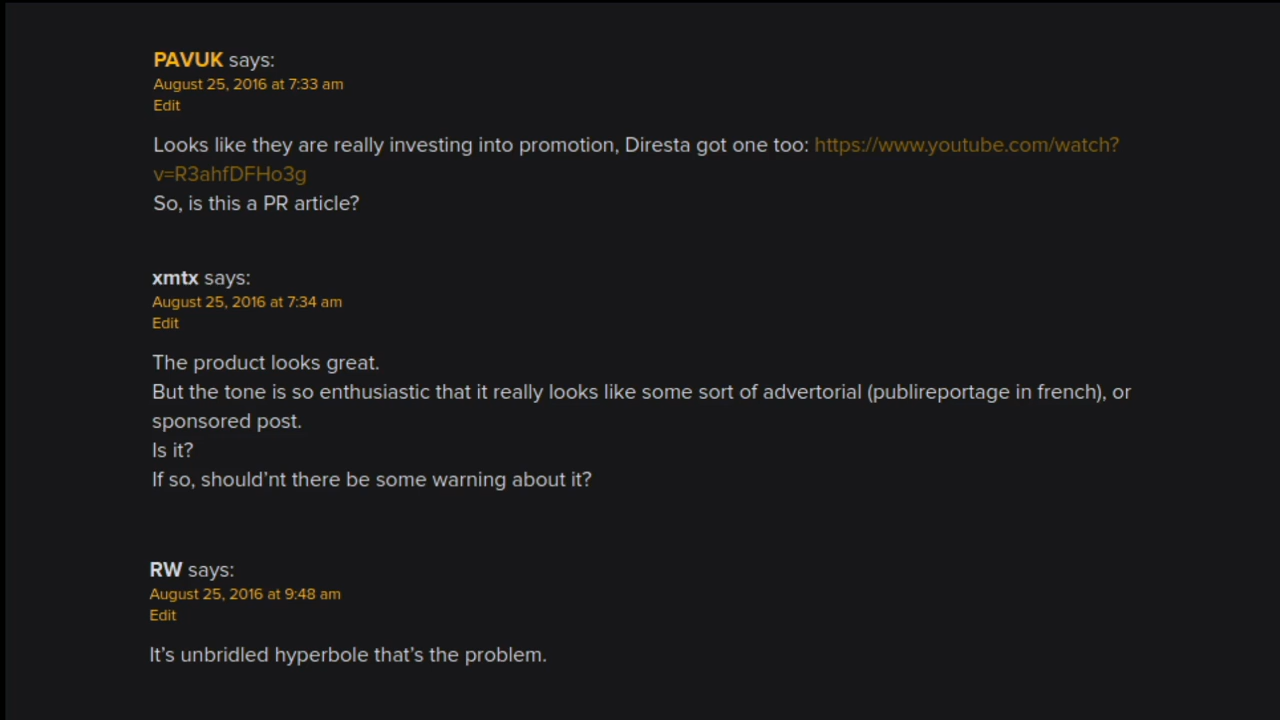 PAVUK says:
August 25, 2016 at 7:33 am
Edit
Looks like they are really investing into promotion, Diresta got one too: https://www.youtube.com/watch?
v=R3ahfDFHo3g
So, is this a PR article?
xmtx says:
August 25, 2016 at 7:34 am
Edit
The product looks great.
But the tone is so enthusiastic that it really looks like some sort of advertorial (publireportage in french), or
sponsored post.
Is it?
If so, should’nt there be some warning about it?
RW says:
August 25, 2016 at 9:48 am
Edit
It’s unbridled hyperbole that’s the problem.